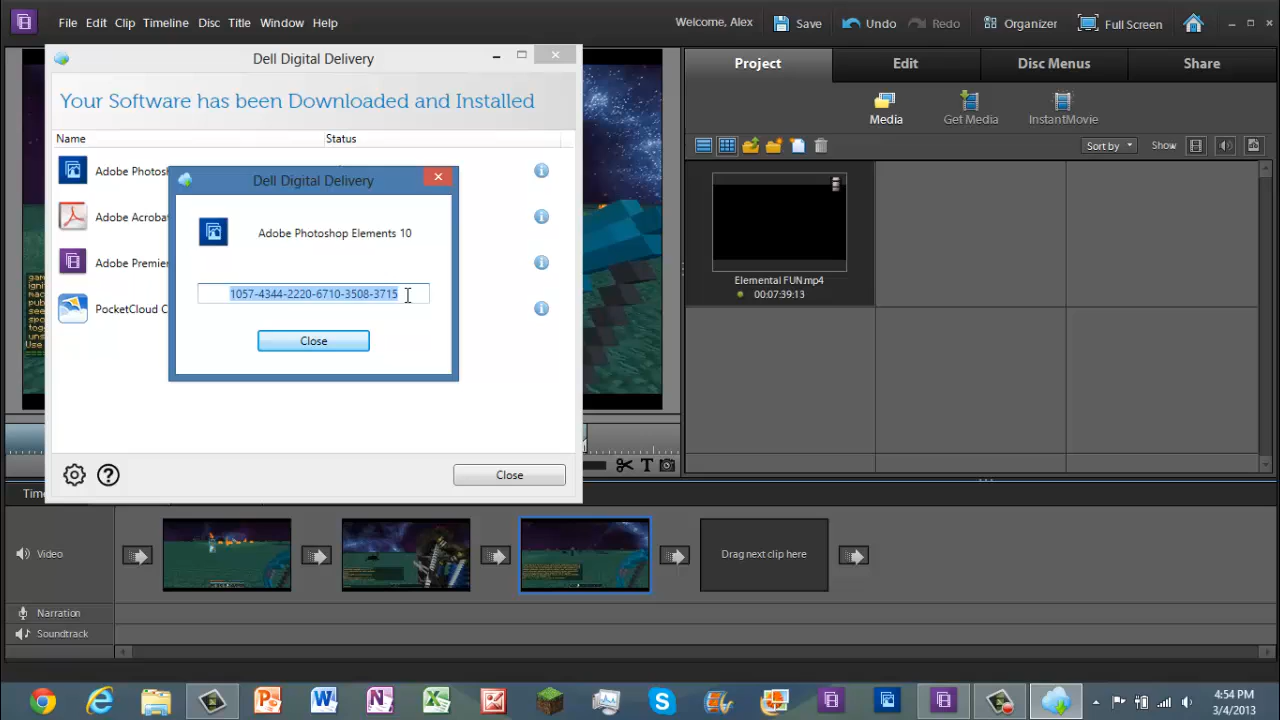 File Edit Clip Timeline Disc Title Window Help
Welcome, Alex Save Undo Redo Organizer Full Screen
Dell Digital Delivery
Your Software has been Downloaded and Installed
Name Status
Adobe Photosh
Adobe Acrobat
Adobe Premier
PocketCloud C
Dell Digital Delivery
Adobe Photoshop Elements 10
1057-4344-2220-6710-3508-3715
Close
Close
Project Edit Disc Menus Share
Media Get Media InstantMovie
Sort by Show
Elemental FUN.mp4
00:07:39:13
Time
Video
Drag next clip here
Narration
Soundtrack
4:54 PM
3/4/2013